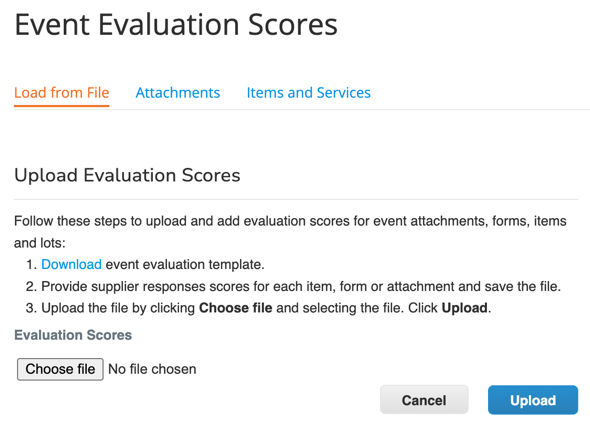 Event Evaluation Scores
Load from File Attachments Items and Services
Upload Evaluation Scores
Follow these steps to upload and add evaluation scores for event attachments, forms, items
and lots:
1. Download event evaluation template.
2. Provide supplier responses scores for each item, form or attachment and save the file.
3. Upload the file by clicking Choose file and selecting the file. Click Upload.
Evaluation Scores
Choose file No file chosen
Cancel Upload